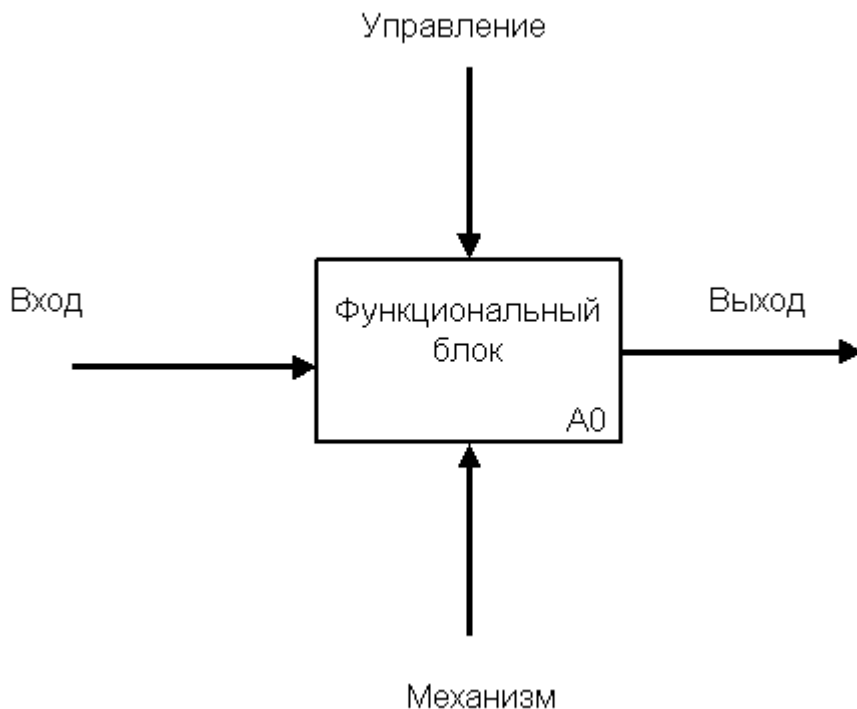 Управление
Вход
Функциональный
блок
Выход
A0
Механизм